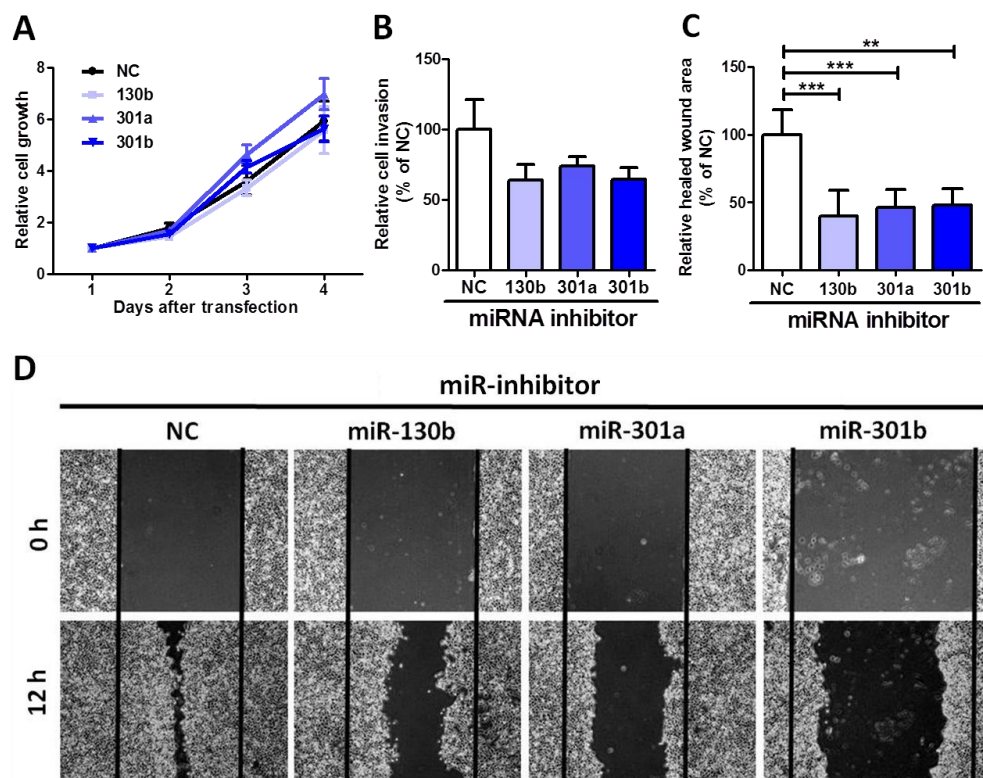 A
Relative cell growth
8
6
4
2
0
NC
130b
301a
301b
1 2 3 4
Days after transfection
B
Relative cell invasion
(% of NC)
150
100
50
0
NC 130b 301a 301b
miRNA inhibitor
C
Relative healed wound area
(% of NC)
150
100
50
0
**
***
***
NC 130b 301a 301b
miRNA inhibitor
D
miR-inhibitor
NC miR-130b miR-301a miR-301b
0 h
12 h